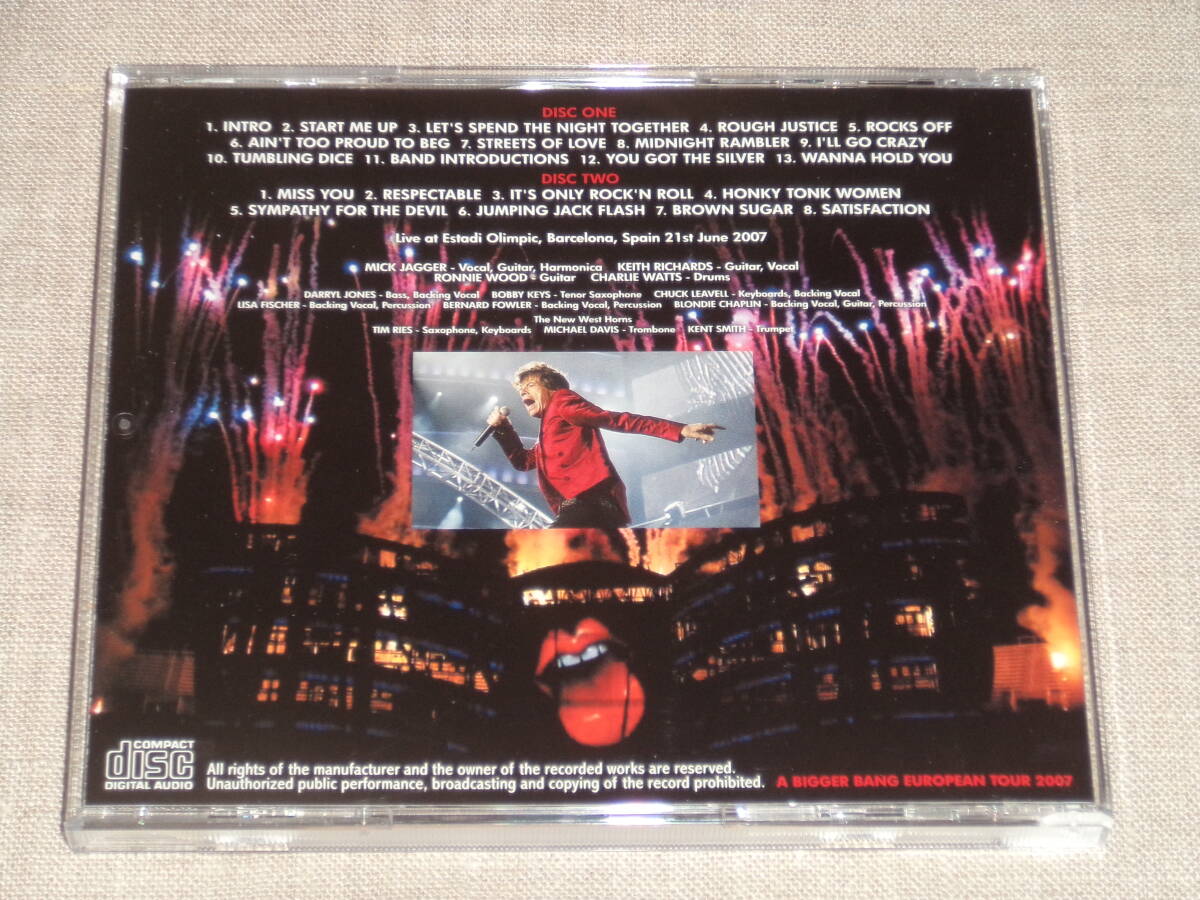 DISC ONE
1. INTRO 2. START ME UP 3. LET'S SPEND THE NIGHT TOGETHER 4. ROUGH JUSTICE 5. ROCKS OFF
6. AIN'T TOO PROUD TO BEG 7. STREETS OF LOVE 8. MIDNIGHT RAMBLER 9. I'LL GO CRAZY
10. TUMBLING DICE 11. BAND INTRODUCTIONS 12. YOU GOT THE SILVER 13. WANNA HOLD YOU
DISC TWO
1. MISS YOU 2. RESPECTABLE 3. IT'S ONLY ROCK'N ROLL 4. HONKY TONK WOMEN
5. SYMPATHY FOR THE DEVIL 6. JUMPING JACK FLASH 7. BROWN SUGAR 8. SATISFACTION
Live at Estadi Olimpic, Barcelona, Spain 21st June 2007
MICK JAGGER - Vocal, Guitar, Harmonica KEITH RICHARDS - Guitar, Vocal
RONNIE WOOD - Guitar CHARLIE WATTS - Drums
DARRYL JONES - Bass, Backing Vocal BOBBY KEYS - Tenor Saxophone CHUCK LEAVELL - Keyboards, Backing Vocal
LISA FISCHER - Backing Vocal, Percussion BERNARD FOWLER - Backing Vocal, Percussion BLONDIE CHAPLIN - Backing Vocal, Guitar, Percussion
The New West Horns
TIM RIES - Saxophone, Keyboards MICHAEL DAVIS - Trombone KENT SMITH - Trumpet
COMPACT
disc
DIGITAL AUDIO
All rights of the manufacturer and the owner of the recorded works are reserved.
Unauthorized public performance, broadcasting and copying of the record prohibited.
A BIGGER BANG EUROPEAN TOUR 2007